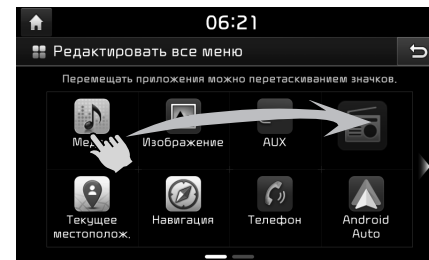 06:21
Редактировать все меню
Перемещать приложения можно перетаскиванием значков.
Изображение AUX
Текущее местополож. Навигация Телефон Android Auto